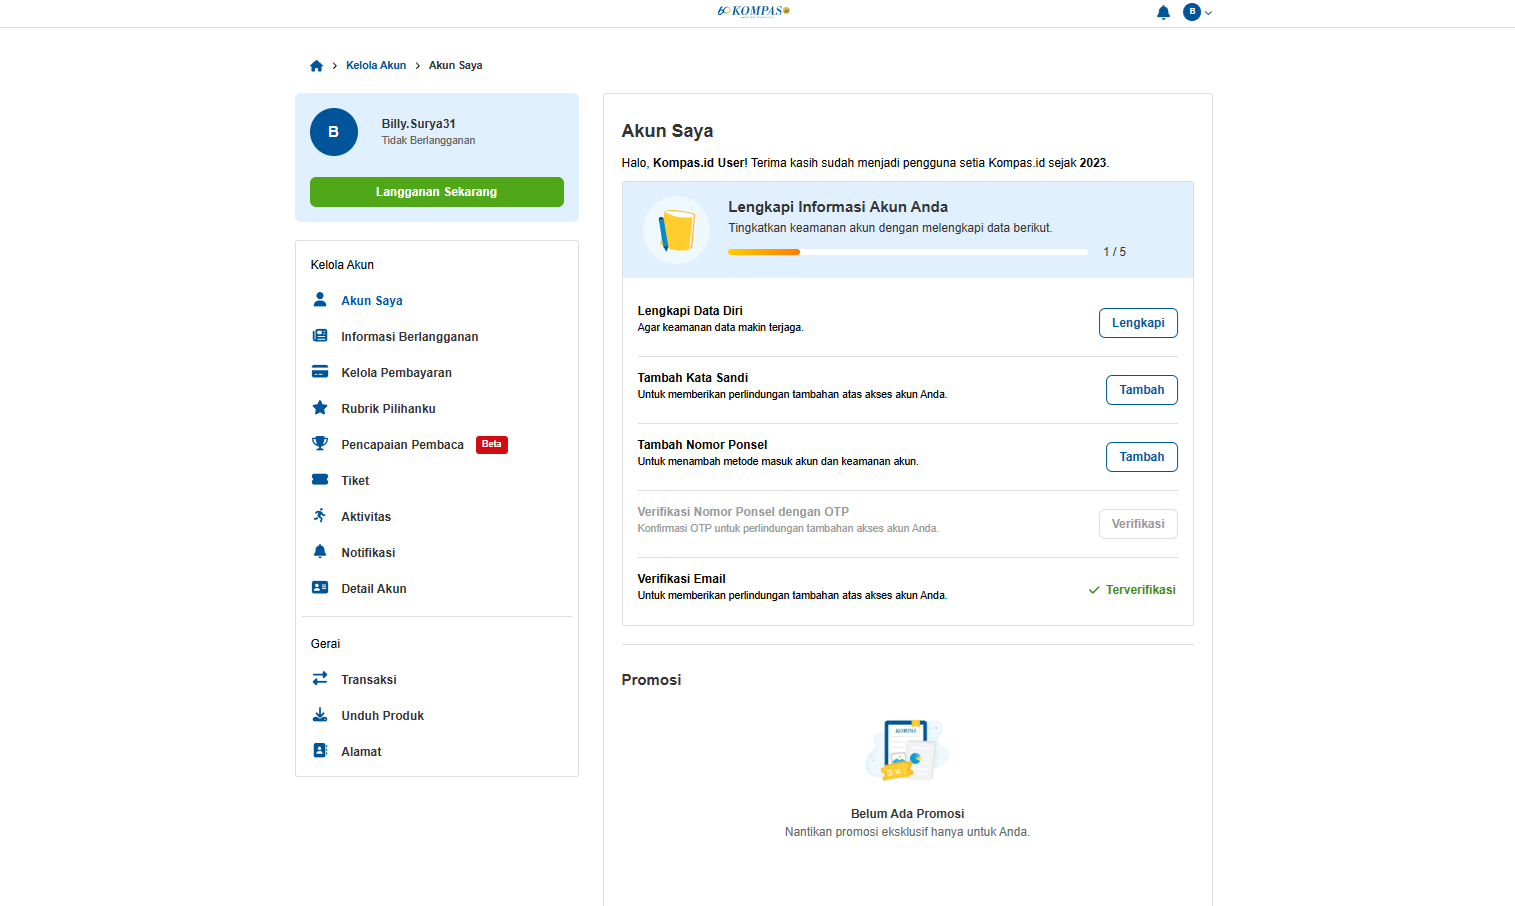 60 KOMPAS.id
B
Kelola Akun
Akun Saya
B
Billy.Surya31
Tidak Berlangganan
Langganan Sekarang
Kelola Akun
Akun Saya
Informasi Berlangganan
Kelola Pembayaran
Rubrik Pilihanku
Pencapaian Pembaca Beta
Tiket
Aktivitas
Notifikasi
Detail Akun
Gerai
Transaksi
Unduh Produk
Alamat
Akun Saya
Halo, Kompas.id User! Terima kasih sudah menjadi pengguna setia Kompas.id sejak 2023.
Lengkapi Informasi Akun Anda
Tingkatkan keamanan akun dengan melengkapi data berikut.
1 / 5
Lengkapi Data Diri
Agar keamanan data makin terjaga.
Lengkapi
Tambah Kata Sandi
Untuk memberikan perlindungan tambahan atas akses akun Anda.
Tambah
Tambah Nomor Ponsel
Untuk menambah metode masuk akun dan keamanan akun.
Tambah
Verifikasi Nomor Ponsel dengan OTP
Konfirmasi OTP untuk perlindungan tambahan akses akun Anda.
Verifikasi
Verifikasi Email
Untuk memberikan perlindungan tambahan atas akses akun Anda.
Terverifikasi
Promosi
KOMPAS
Belum Ada Promosi
Nantikan promosi eksklusif hanya untuk Anda.